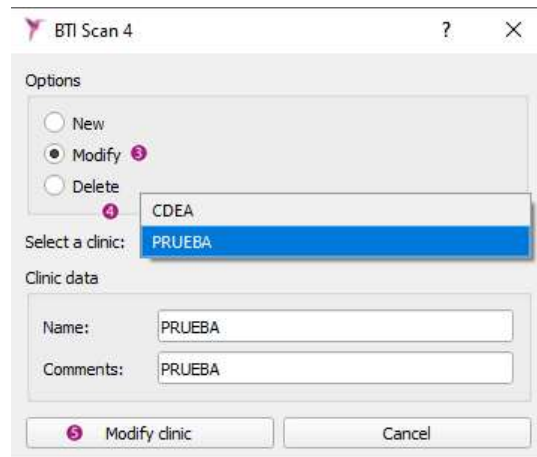 BTI Scan 4 ?
Options
New
Modify 3
Delete
4 CDEA
Select a clinic: PRUEBA
Clinic data
Name: PRUEBA
Comments: PRUEBA
5 Modify clinic Cancel